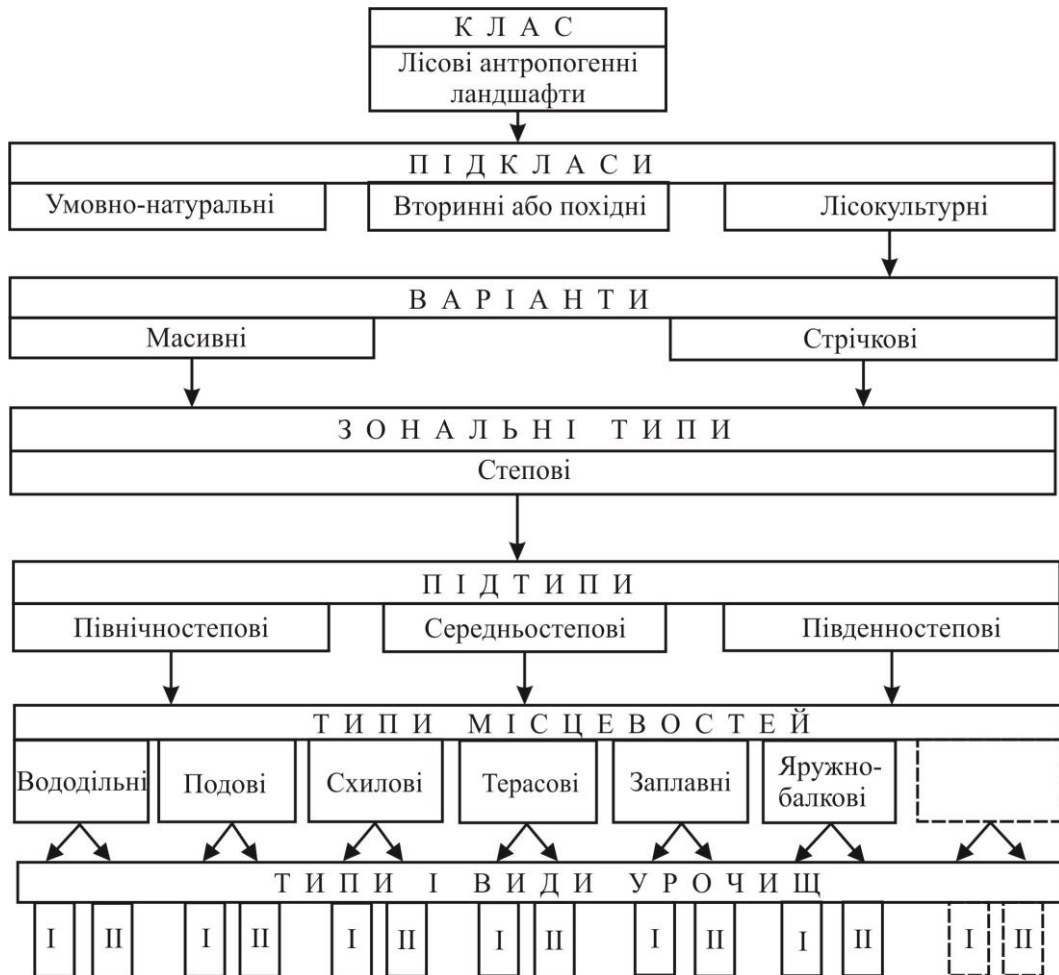 К Л А С
Лісові антропогенні
ландшафти
П І Д К Л А С И
Умовно-натуральні Вторинні або похідні Лісокультурні
В А Р І А Н Т И
Масивні Стрічкові
З О Н А Л Ь Н І Т И П И
Степові
П І Д Т И П И
Північностепові Середньостепові Південностепові
Т И П И М І С Ц Е В О С Т Е Й
Вододільні Подові Схилові Терасові Заплавні Яружно-
балкові
Т И П И І В И Д И У Р О Ч И Щ
I II I II I II I II I II I II I II